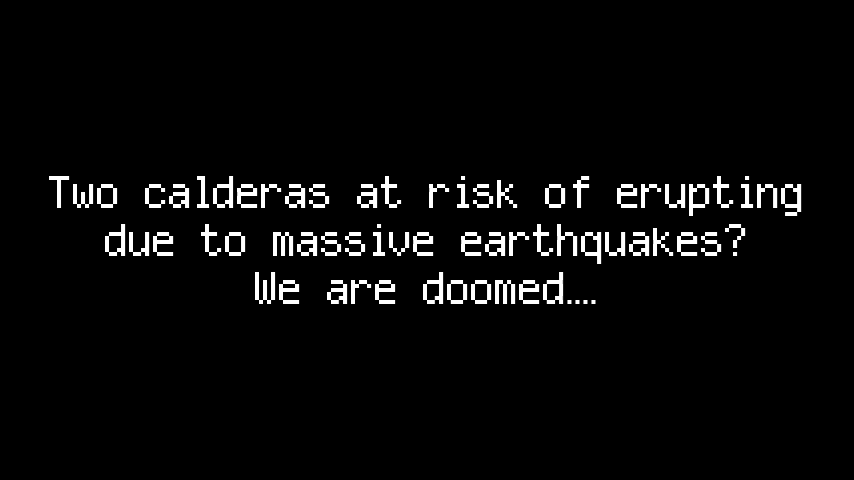 Two calderas at risk of erupting
due to massive earthquakes?
We are doomed....